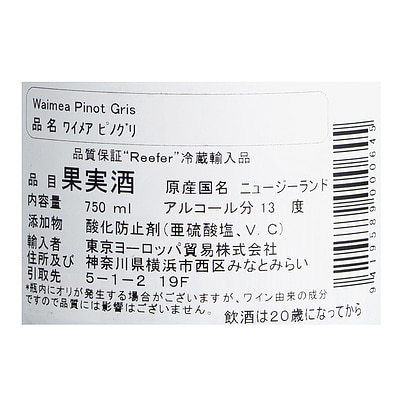 Waimea Pinot Gris
品 名 ワイメア ピノグリ
品質保証“Reefer”冷蔵輸入品
品 目 果実酒 原産国名 ニュージーランド
内容量 750 ml アルコール分 13 度
添加物 酸化防止剤(亜硫酸塩、V. C)
輸入者 東京ヨーロッパ貿易株式会社
住所及び 神奈川県横浜市西区みなとみらい
引取先 5-1-2 19F
*瓶内にオリが発生する場合がございますが、ワイン由来の成分
ですので品質には影響はございません。
飲酒は20歳になってから
9419589000645